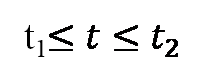 t₁≤ t ≤ t₂